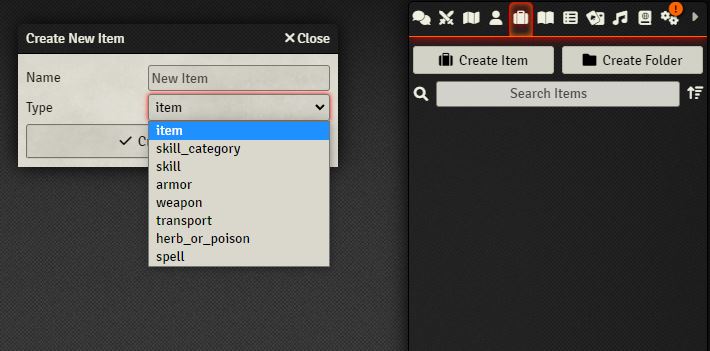 Create New Item
Close
Name
New Item
Type
item
item
skill_category
skill
armor
weapon
transport
herb_or_poison
spell
!
Create Item
Create Folder
Search Items